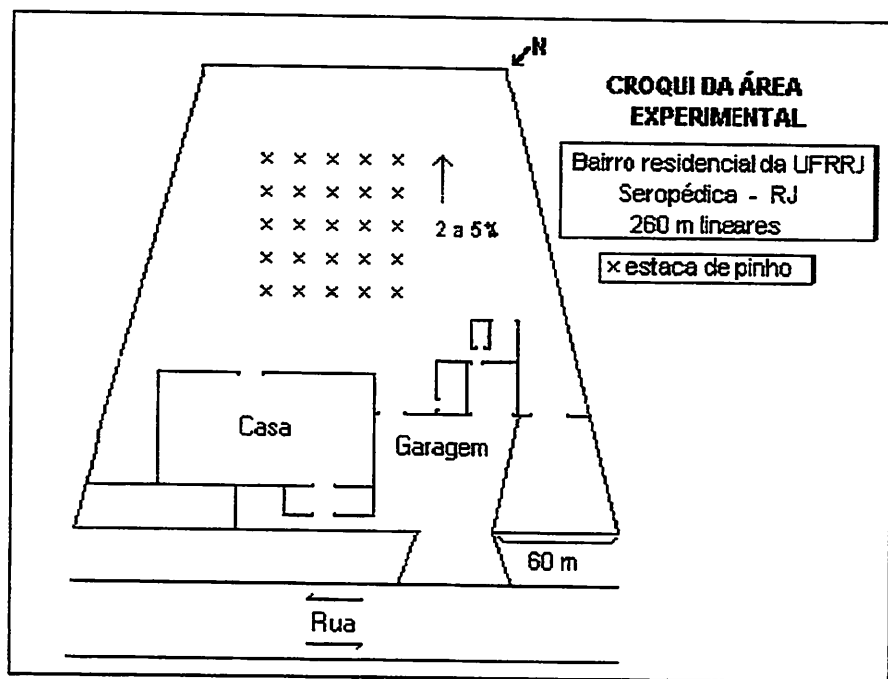 N
CROQUI DA ÁREA
EXPERIMENTAL
Bairro residencial da UFRRJ
Seropédica - RJ
260 m lineares
× estaca de pinho
× × × × ×
× × × × ×
× × × × ×
× × × × ×
× × × × ×
2 a 5%
Casa
Garagem
60 m
Rua